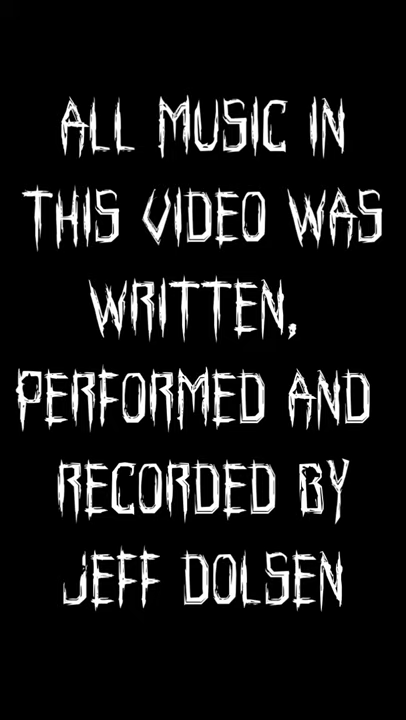 ALL MUSIC IN
THIS VIDEO WAS
WRITTEN,
PERFORMED AND
RECORDED BY
JEFF DOLSEN